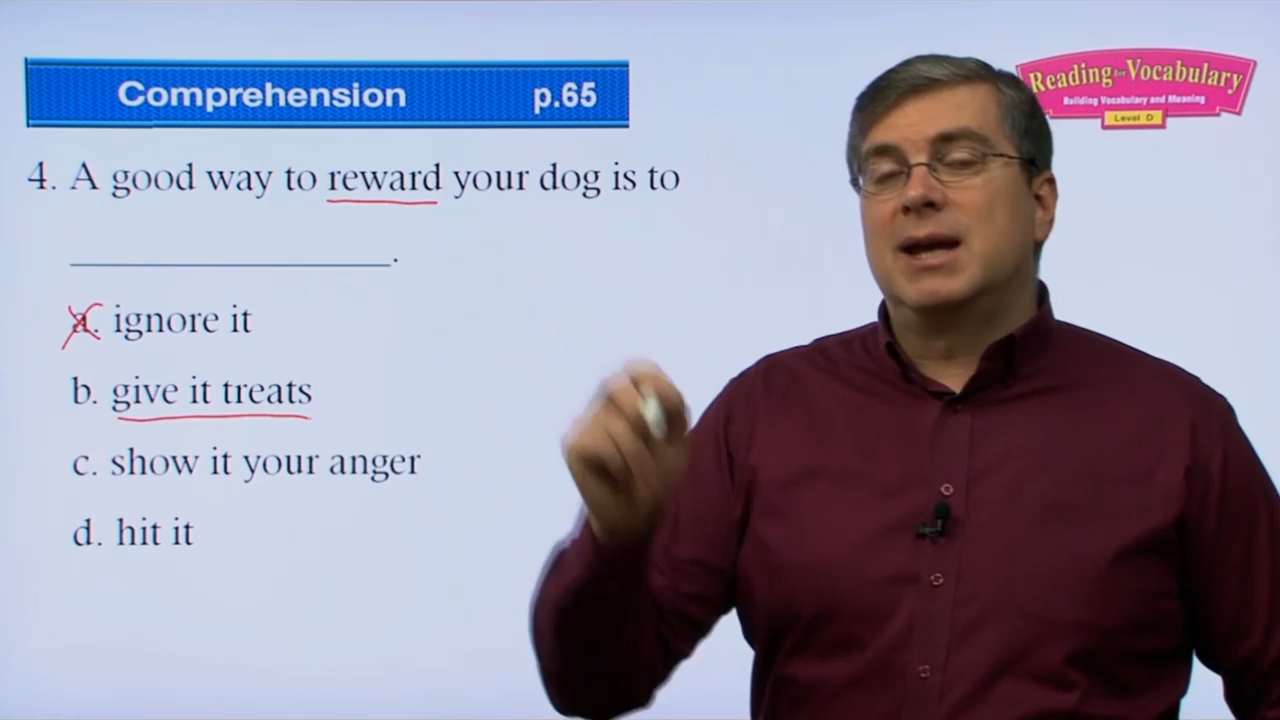 Comprehension p.65
Reading for Vocabulary
Building Vocabulary and Meaning
Level D
4. A good way to reward your dog is to
____________________.
a. ignore it
b. give it treats
c. show it your anger
d. hit it